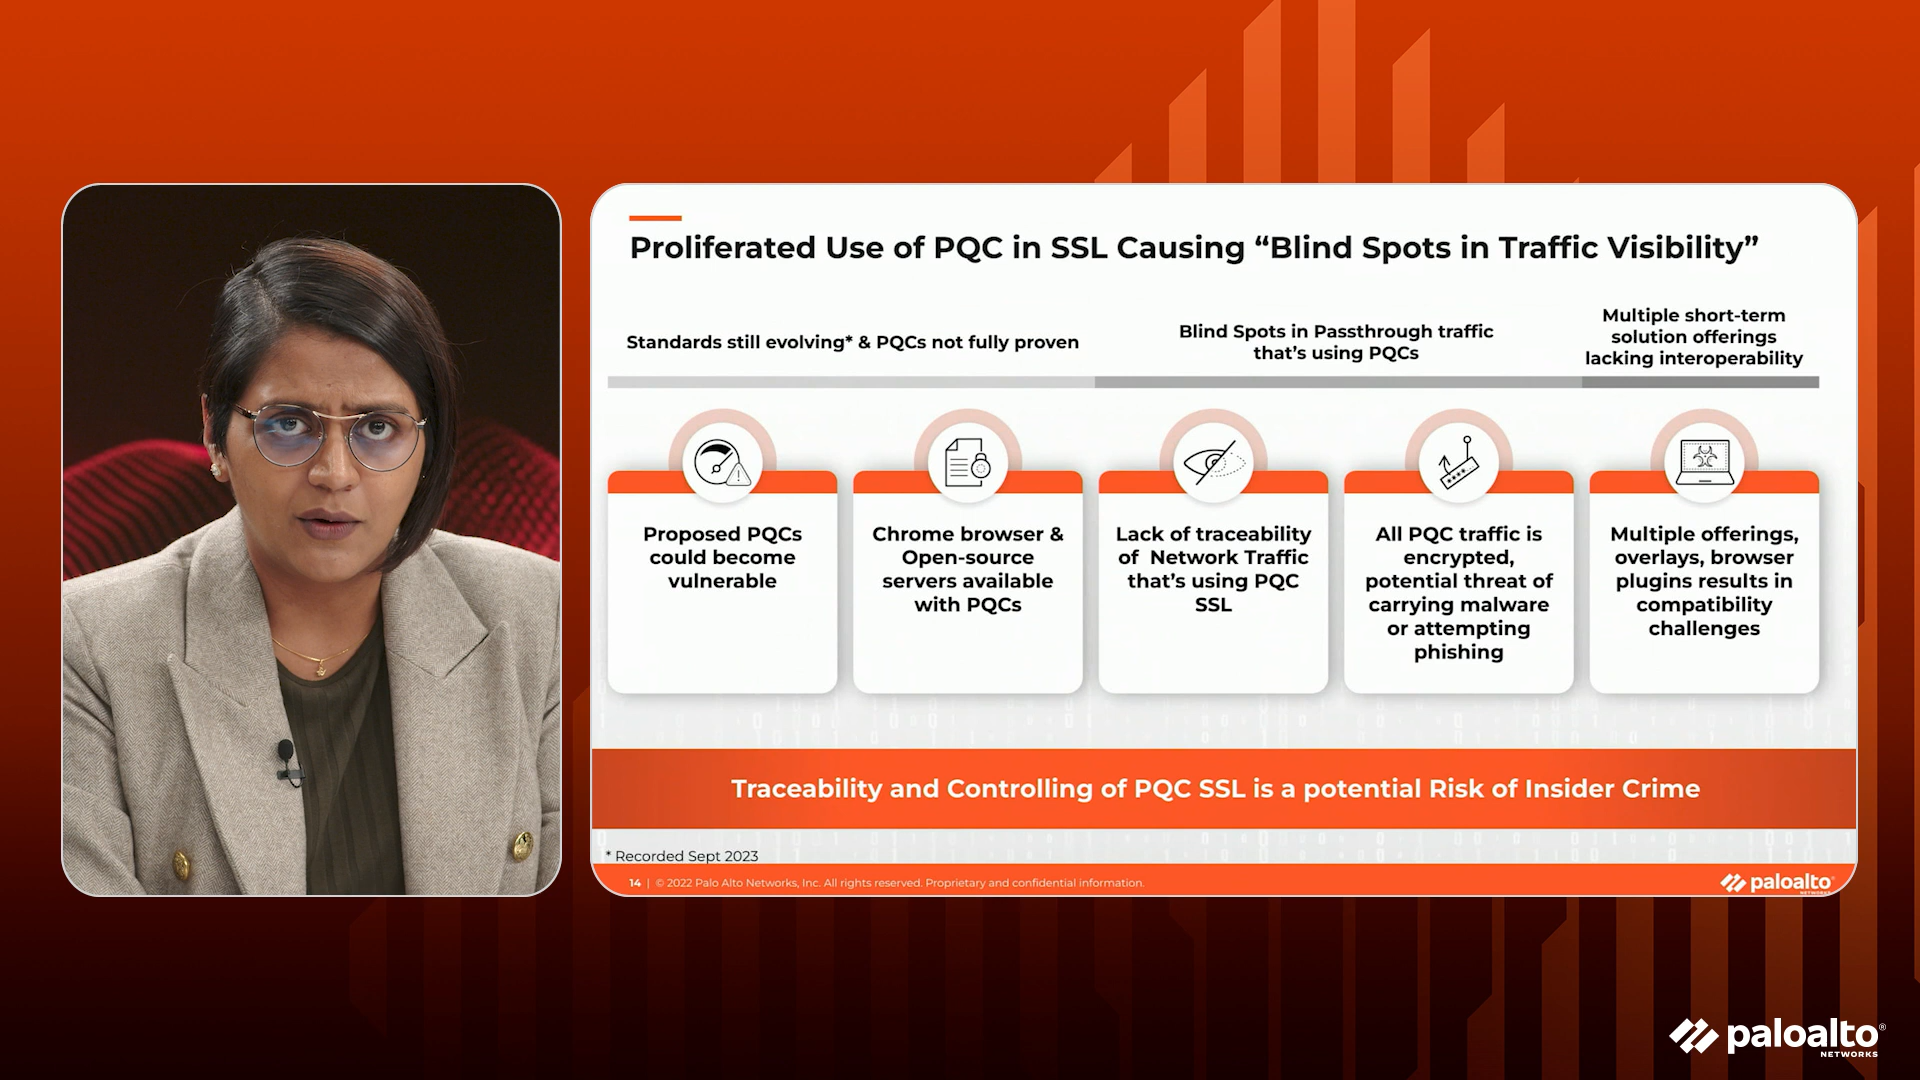 Proliferated Use of PQC in SSL Causing “Blind Spots in Traffic Visibility”
Standards still evolving* & PQCs not fully proven
Blind Spots in Passthrough traffic
that’s using PQCs
Multiple short-term
solution offerings
lacking interoperability
Proposed PQCs
could become
vulnerable
Chrome browser &
Open-source
servers available
with PQCs
Lack of traceability
of Network Traffic
that’s using PQC
SSL
All PQC traffic is
encrypted,
potential threat of
carrying malware
or attempting
phishing
Multiple offerings,
overlays, browser
plugins results in
compatibility
challenges
Traceability and Controlling of PQC SSL is a potential Risk of Insider Crime
* Recorded Sept 2023
14 | © 2022 Palo Alto Networks, Inc. All rights reserved. Proprietary and confidential information.
paloalto
NETWORKS
paloalto®
NETWORKS